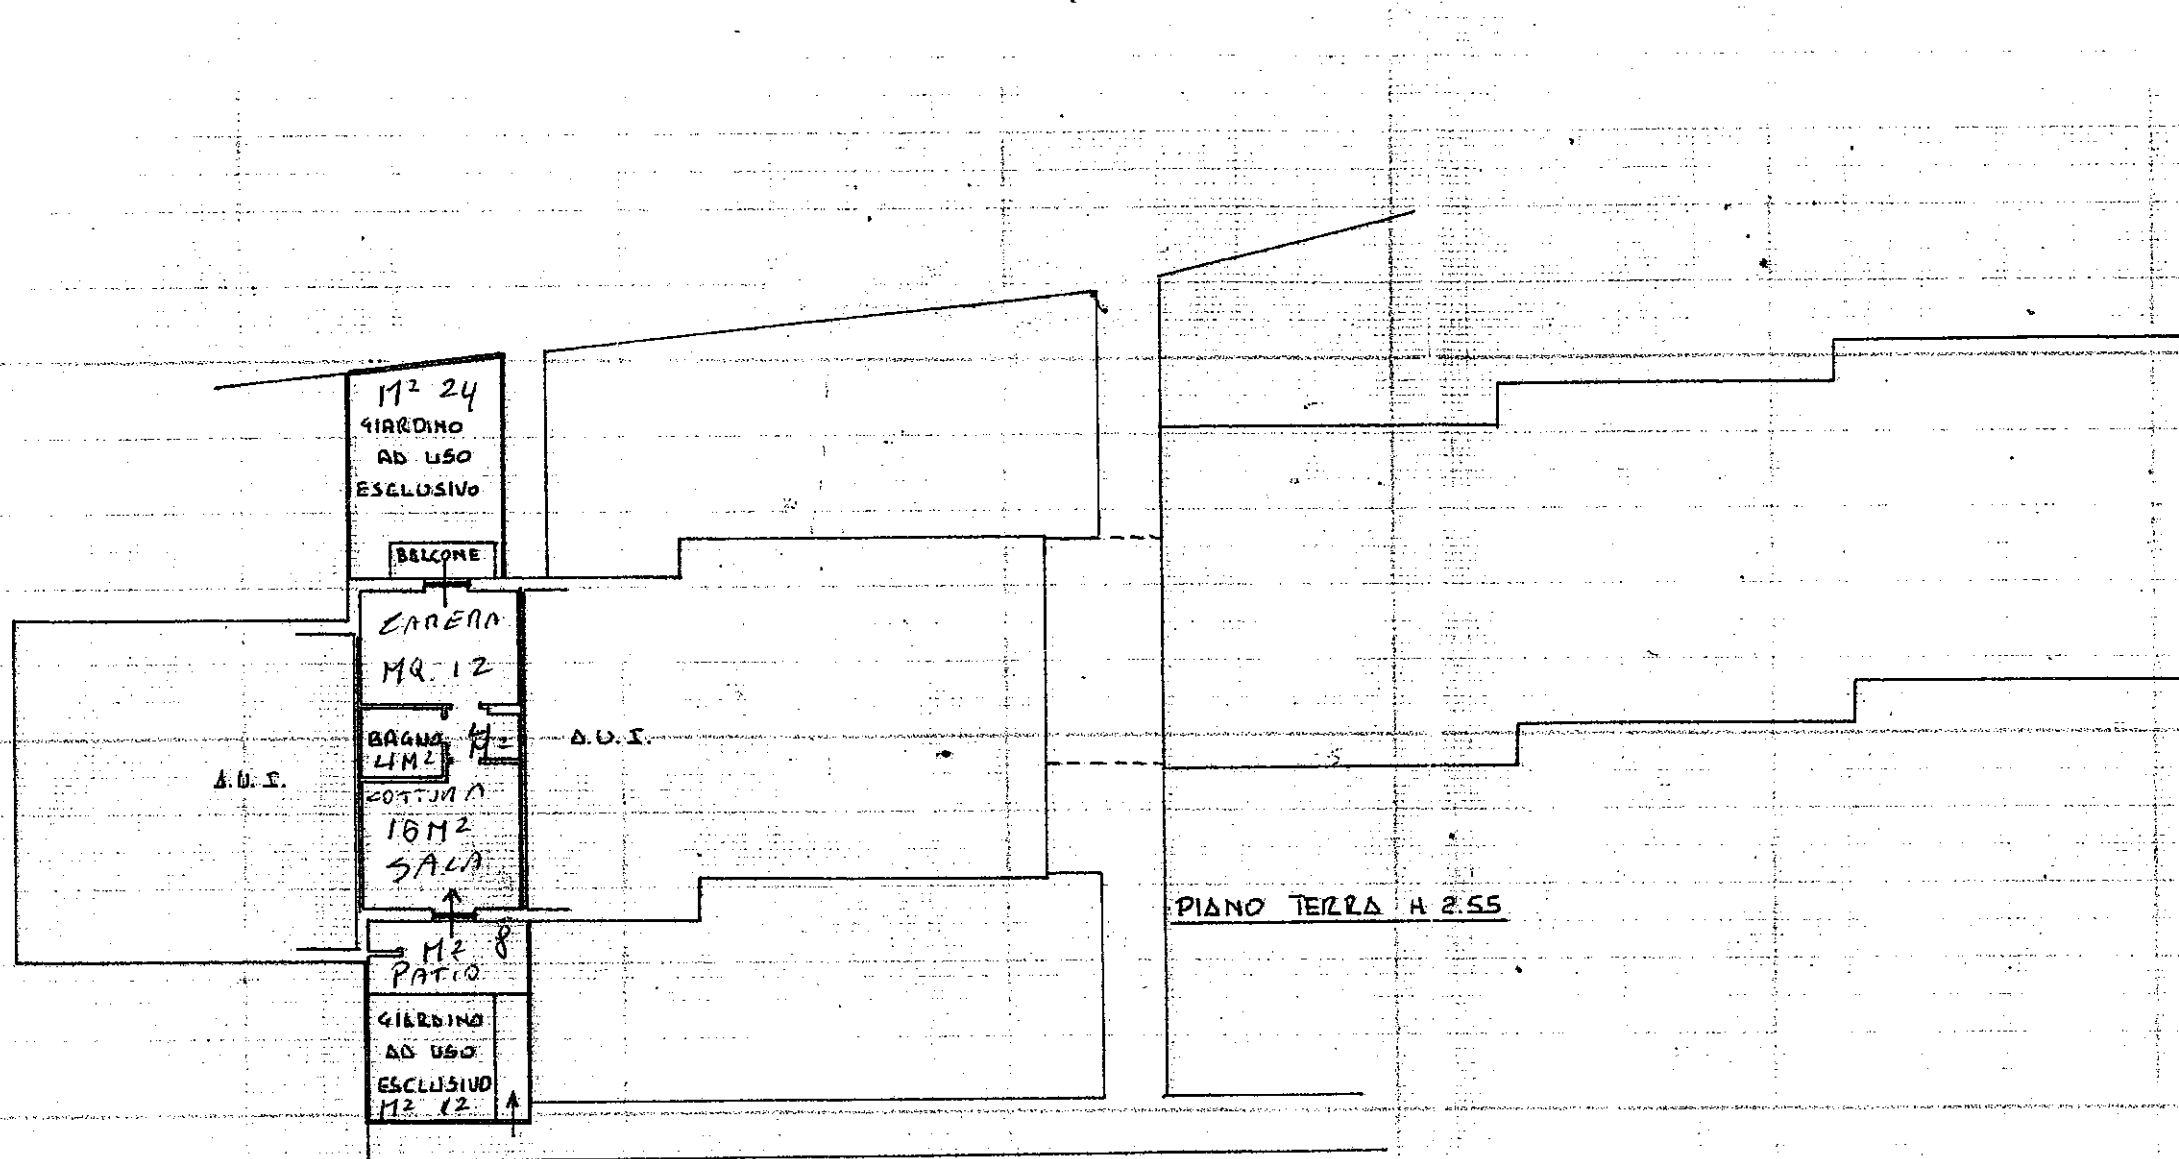 M² 24
GIARDINO
AD USO
ESCLUSIVO
BALCONE
CAMERA
MQ. 12
BAGNO
4M²
A.U.I.
A.U.I.
COTTURA
16M²
SALA
PIANO TERRA H 2.55
M² 8
PATIO
GIARDINO
AD USO
ESCLUSIVO
M² 12